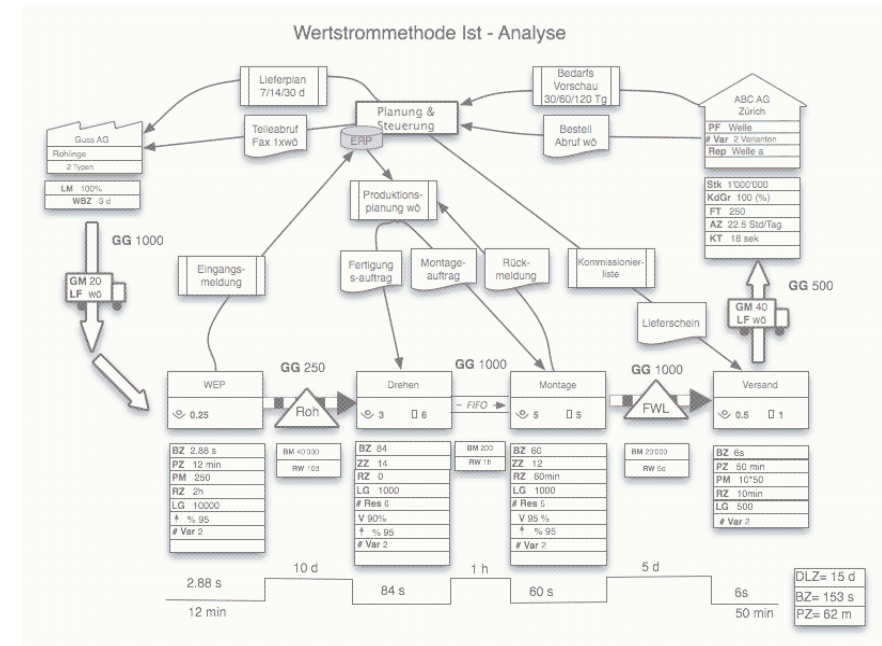 Wertstrommethode Ist - Analyse
Lieferplan
7/14/30 d
Bedarfs
Vorschau
30/60/120 Tg
Planung &
Steuerung
ERP
Teileabruf
Fax 1xwö
Bestell
Abruf wö
Guss AG
Rohlinge
2 Typen
LM 100%
WBZ 3 d
ABC AG
Zürich
PF Welle
# Var 2 Varianten
Rep Welle a
Stk 1'000'000
KdGr 100 (%)
FT 250
AZ 22.5 Std/Tag
KT 18 sek
Produktions-
planung wö
GG 1000
GM 20
LF wö
Eingangs-
meldung
Fertigung
s-auftrag
Montage-
auftrag
Rück-
meldung
Kommissionier-
liste
Lieferschein
GG 500
GM 40
LF wö
WEP
0.25
GG 250
Roh
Drehen
3 6
GG 1000
FIFO
Montage
5 5
GG 1000
FWL
Versand
0.5 1
BZ 2.88 s
PZ 12 min
PM 250
RZ 2h
LG 10000
% 95
# Var 2
BM 40'000
RW 10d
BZ 84
ZZ 14
RZ 0
LG 1000
# Res 6
V 90%
% 95
# Var 2
BM 200
RW 1h
BZ 60
ZZ 12
RZ 60min
LG 1000
# Res 5
V 95 %
% 95
# Var 2
BM 20'000
RW 5d
BZ 6s
PZ 50 min
PM 10*50
RZ 10min
LG 500
# Var 2
2.88 s
12 min
10 d
84 s
1 h
60 s
5 d
6s
50 min
DLZ= 15 d
BZ= 153 s
PZ= 62 m